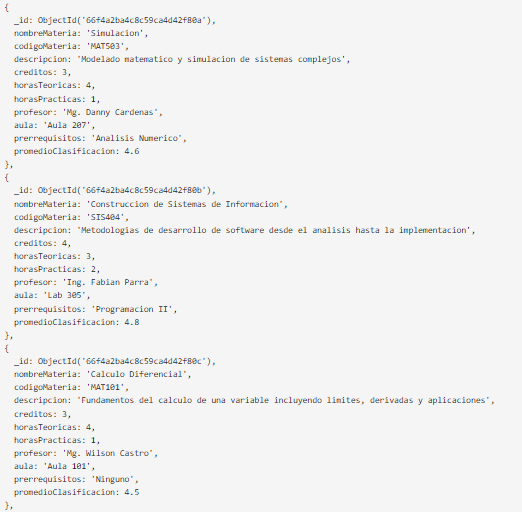 {
_id: ObjectId('66f4a2ba4c8c59ca4d42f80a'),
nombreMateria: 'Simulacion',
codigoMateria: 'MAT503',
descripcion: 'Modelado matematico y simulacion de sistemas complejos',
creditos: 3,
horasTeoricas: 4,
horasPracticas: 1,
profesor: 'Mg. Danny Cardenas',
aula: 'Aula 207',
prerrequisitos: 'Analisis Numerico',
promedioClasificacion: 4.6
},
{
_id: ObjectId('66f4a2ba4c8c59ca4d42f80b'),
nombreMateria: 'Construccion de Sistemas de Informacion',
codigoMateria: 'SIS404',
descripcion: 'Metodologias de desarrollo de software desde el analisis hasta la implementacion',
creditos: 4,
horasTeoricas: 3,
horasPracticas: 2,
profesor: 'Ing. Fabian Parra',
aula: 'Lab 305',
prerrequisitos: 'Programacion II',
promedioClasificacion: 4.8
},
{
_id: ObjectId('66f4a2ba4c8c59ca4d42f80c'),
nombreMateria: 'Calculo Diferencial',
codigoMateria: 'MAT101',
descripcion: 'Fundamentos del calculo de una variable incluyendo limites, derivadas y aplicaciones',
creditos: 3,
horasTeoricas: 4,
horasPracticas: 1,
profesor: 'Mg. Wilson Castro',
aula: 'Aula 101',
prerrequisitos: 'Ninguno',
promedioClasificacion: 4.5
},